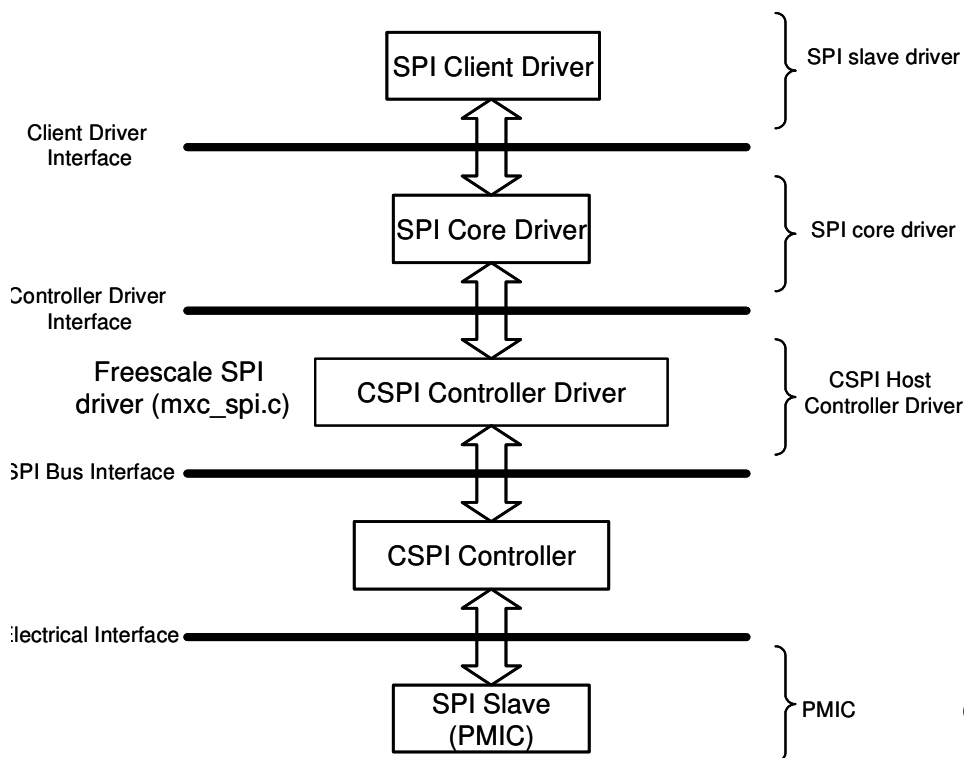 SPI Client Driver
SPI slave driver
Client Driver
Interface
SPI Core Driver
SPI core driver
Controller Driver
Interface
Freescale SPI
driver (mxc_spi.c)
CSPI Controller Driver
CSPI Host
Controller Driver
SPI Bus Interface
CSPI Controller
Electrical Interface
SPI Slave
(PMIC)
PMIC